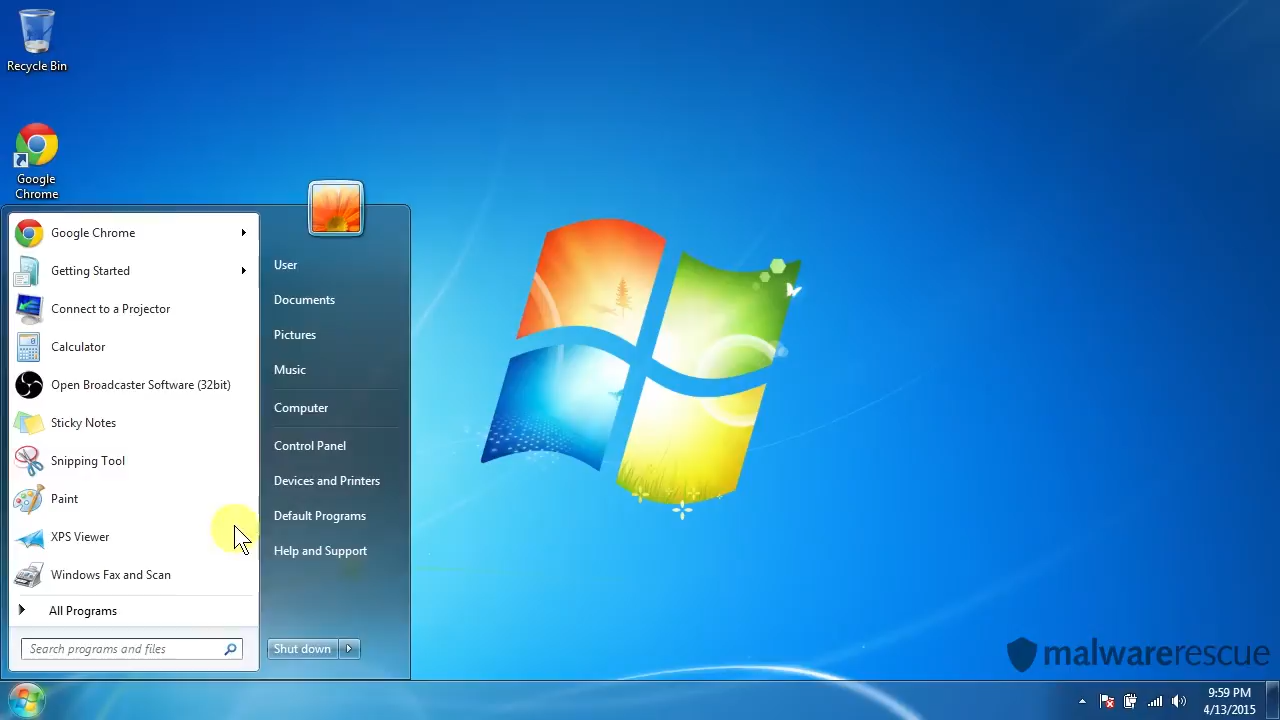 Recycle Bin
Google
Chrome
Google Chrome
Getting Started
Connect to a Projector
Calculator
Open Broadcaster Software (32bit)
Sticky Notes
Snipping Tool
Paint
XPS Viewer
Windows Fax and Scan
All Programs
Search programs and files
User
Documents
Pictures
Music
Computer
Control Panel
Devices and Printers
Default Programs
Help and Support
Shut down
malwarerescue
9:59 PM
4/13/2015